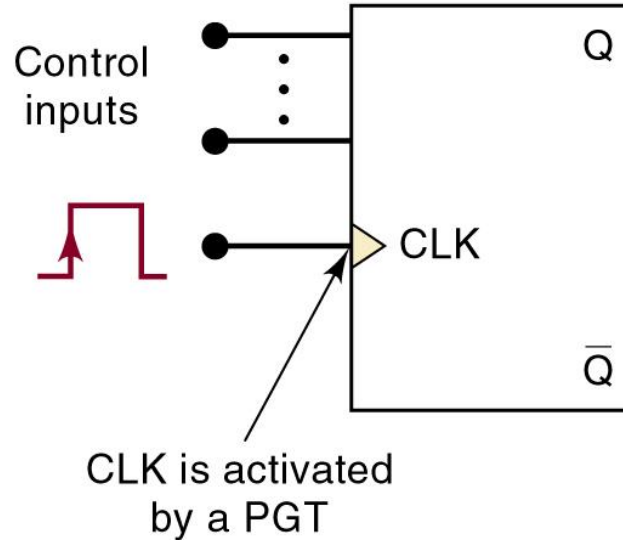 Control
inputs
Q
CLK
Q̅
CLK is activated
by a PGT